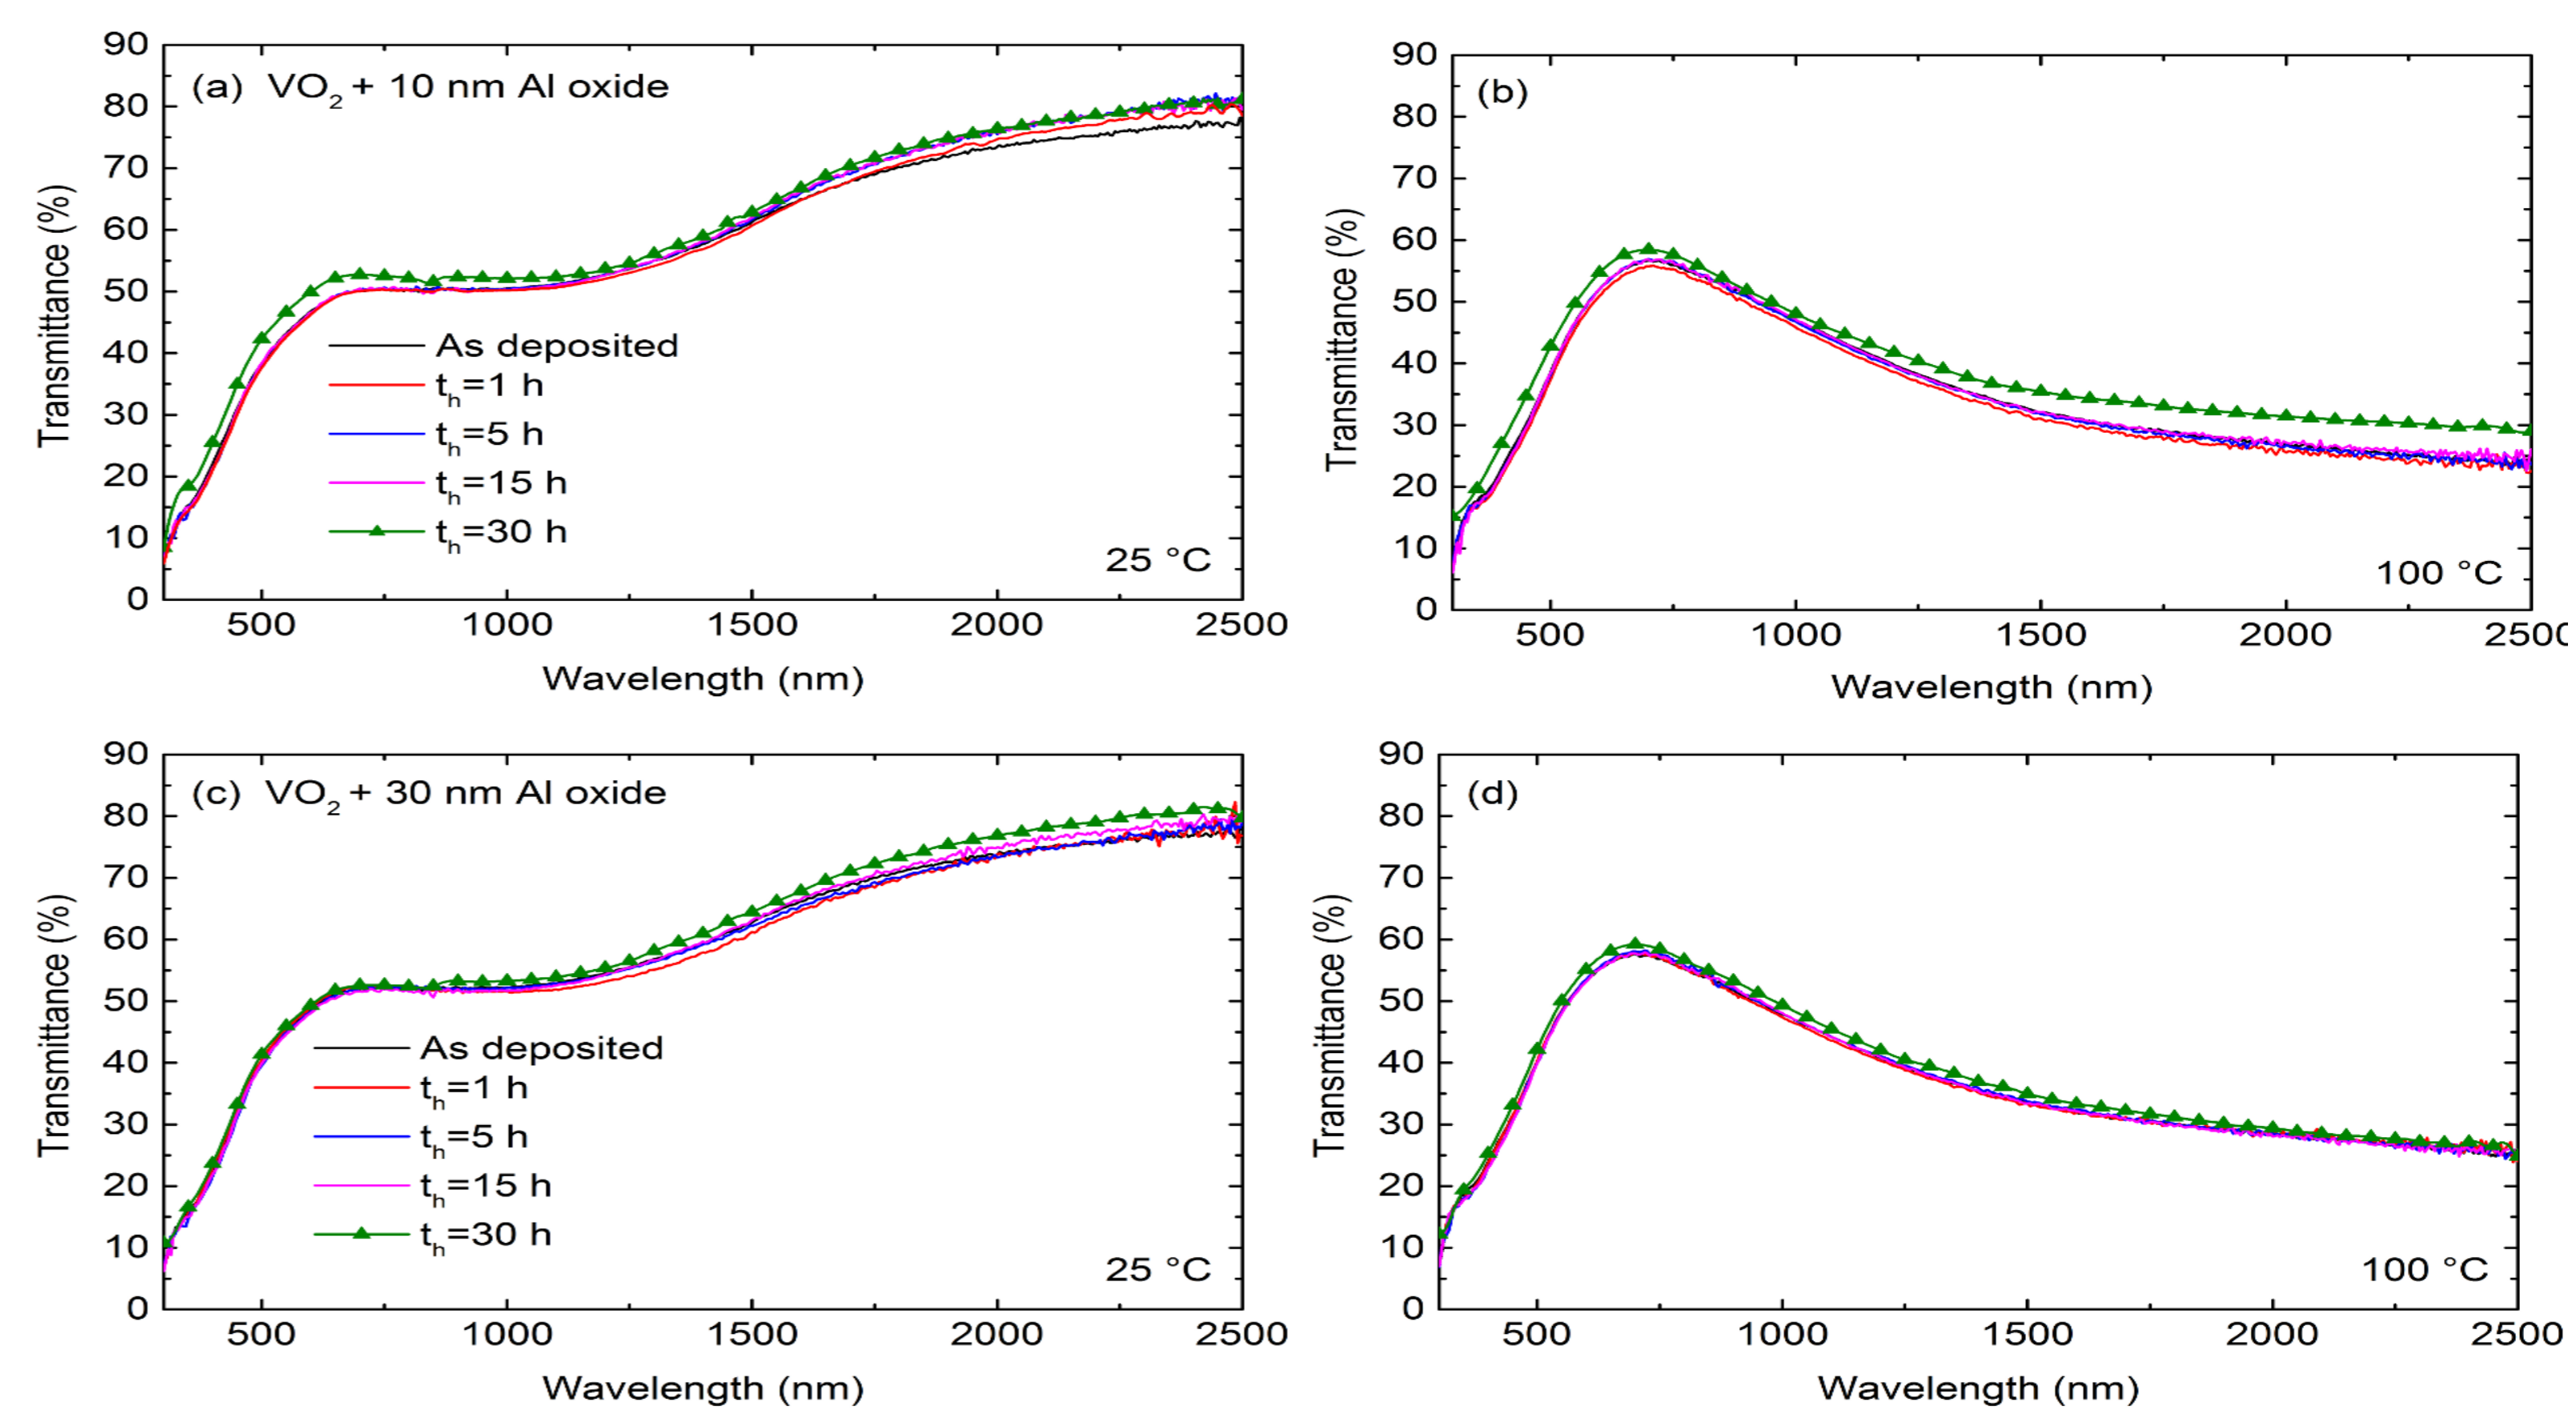 (a) VO2 + 10 nm Al oxide
90
80
70
60
50
40
30
20
10
0
Transmittance (%)
As deposited
th=1 h
th=5 h
th=15 h
th=30 h
25 °C
500 1000 1500 2000 2500
Wavelength (nm)
(b)
90
80
70
60
50
40
30
20
10
0
Transmittance (%)
100 °C
500 1000 1500 2000 2500
Wavelength (nm)
(c) VO2 + 30 nm Al oxide
90
80
70
60
50
40
30
20
10
0
Transmittance (%)
As deposited
th=1 h
th=5 h
th=15 h
th=30 h
25 °C
500 1000 1500 2000 2500
Wavelength (nm)
(d)
90
80
70
60
50
40
30
20
10
0
Transmittance (%)
100 °C
500 1000 1500 2000 2500
Wavelength (nm)